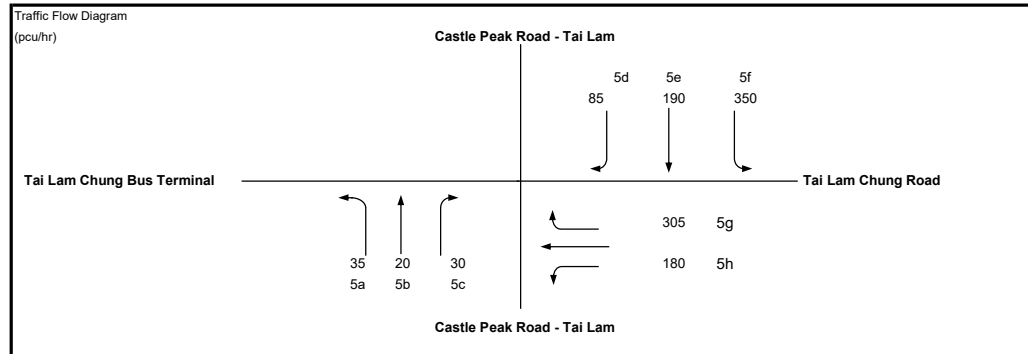 Traffic Flow Diagram
(pcu/hr)
Castle Peak Road - Tai Lam
5d 5e 5f
85 190 350
Tai Lam Chung Bus Terminal
Tai Lam Chung Road
305 5g
35 20 30
180 5h
5a 5b 5c
Castle Peak Road - Tai Lam